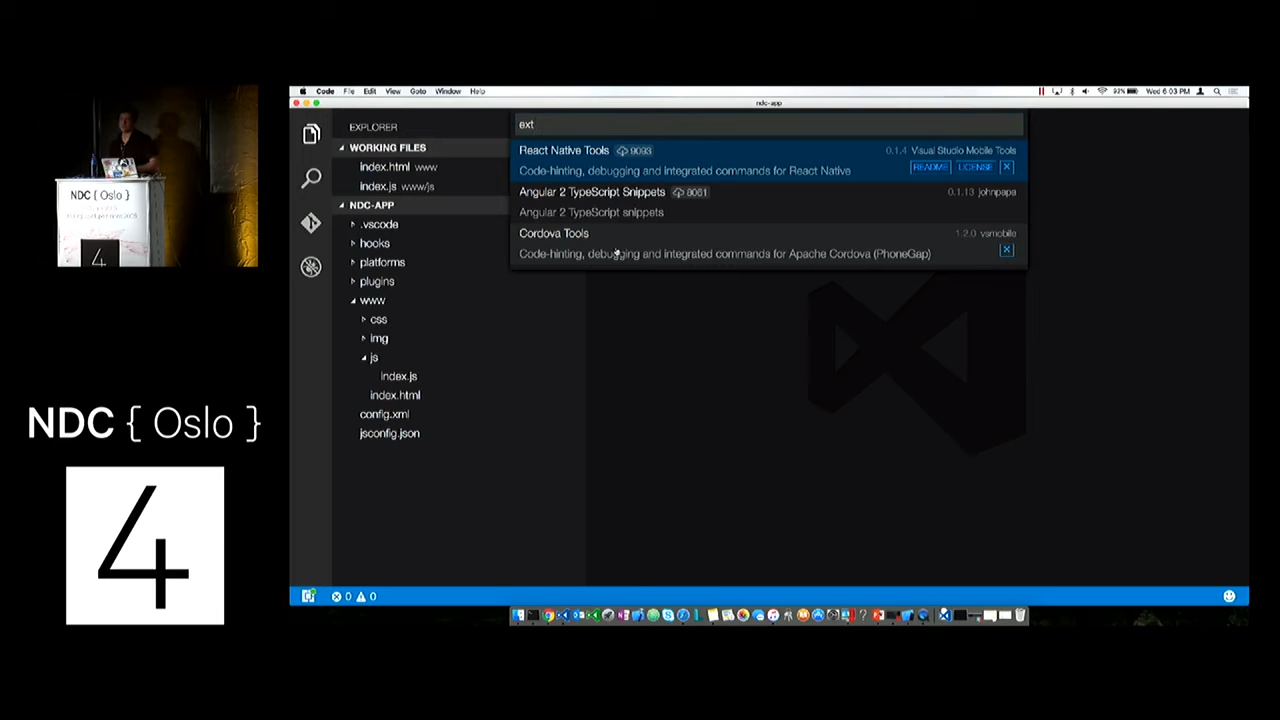 Code File Edit View Goto Window Help
92% Wed 6:03 PM
ndc-app
EXPLORER
WORKING FILES
index.html www
index.js www/js
NDC-APP
.vscode
hooks
platforms
plugins
www
css
img
js
index.js
index.html
config.xml
jsconfig.json
ext
React Native Tools 9093 0.1.4 Visual Studio Mobile Tools
Code-hinting, debugging and integrated commands for React Native README LICENSE
Angular 2 TypeScript Snippets 8061 0.1.13 johnpapa
Angular 2 TypeScript snippets
Cordova Tools 1.2.0 vsmobile
Code-hinting, debugging and integrated commands for Apache Cordova (PhoneGap)
0 0
NDC { Oslo }
4
NDC { Oslo }
4